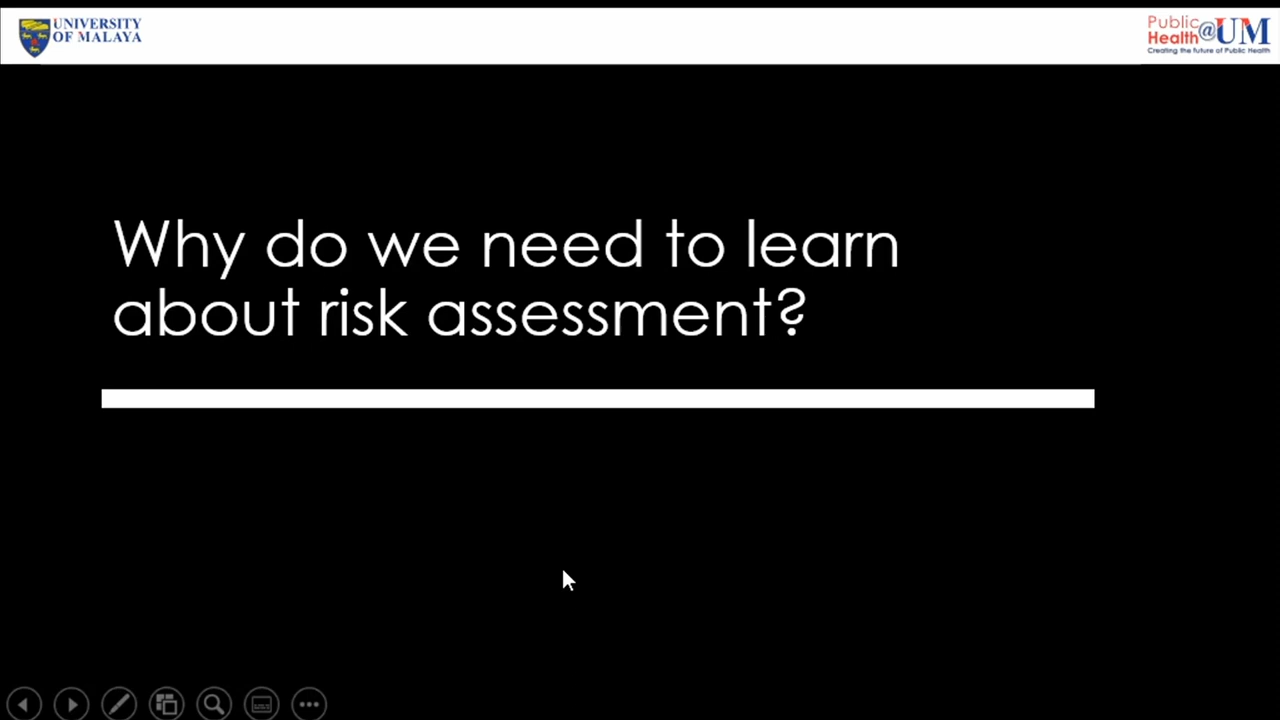 UNIVERSITY
OF MALAYA
Public
Health@UM
Creating the future of Public Health
Why do we need to learn
about risk assessment?